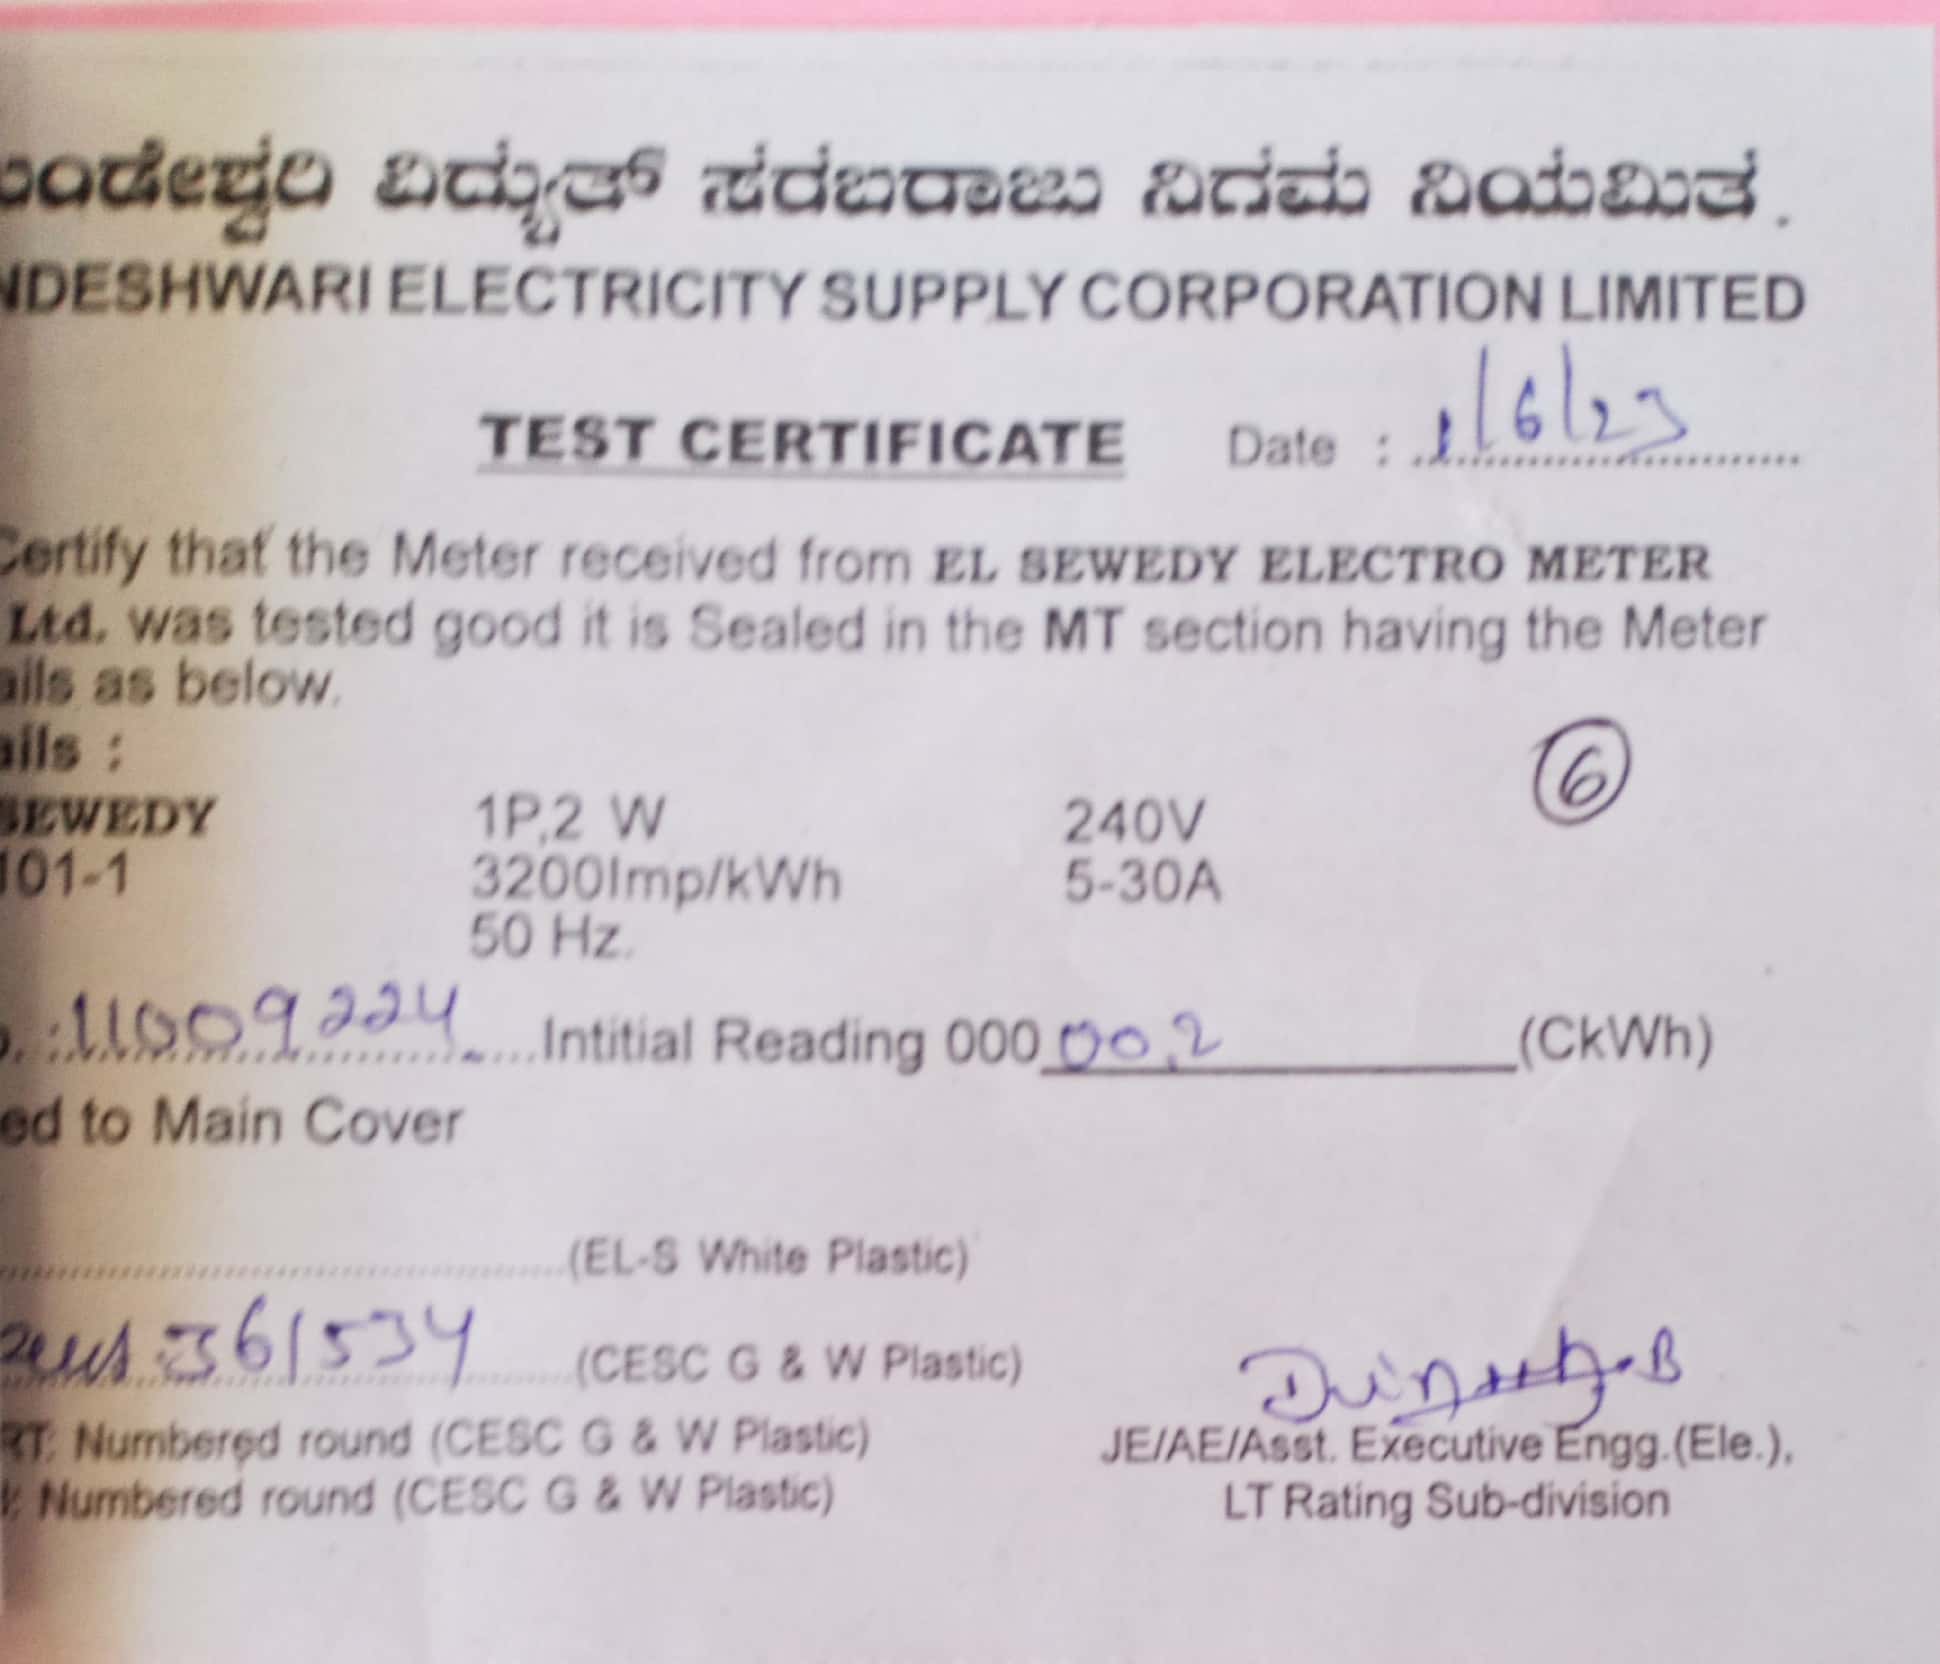 ಂಡೇಶ್ವರಿ ವಿದ್ಯುತ್ ಸರಬರಾಜು ನಿಗಮ ನಿಯಮಿತ.
NDESHWARI ELECTRICITY SUPPLY CORPORATION LIMITED
TEST CERTIFICATE Date : 1/6/23
Certify that the Meter received from EL SEWEDY ELECTRO METER
Ltd. was tested good it is Sealed in the MT section having the Meter
ails as below.
ails :
6
SEWEDY 1P,2 W 240V
101-1 3200Imp/kWh 5-30A
50 Hz.
. :11009224 Intitial Reading 000 00.2 (CkWh)
ed to Main Cover
(EL-S White Plastic)
361534 (CESC G & W Plastic)
RT: Numbered round (CESC G & W Plastic) JE/AE/Asst. Executive Engg.(Ele.),
: Numbered round (CESC G & W Plastic) LT Rating Sub-division